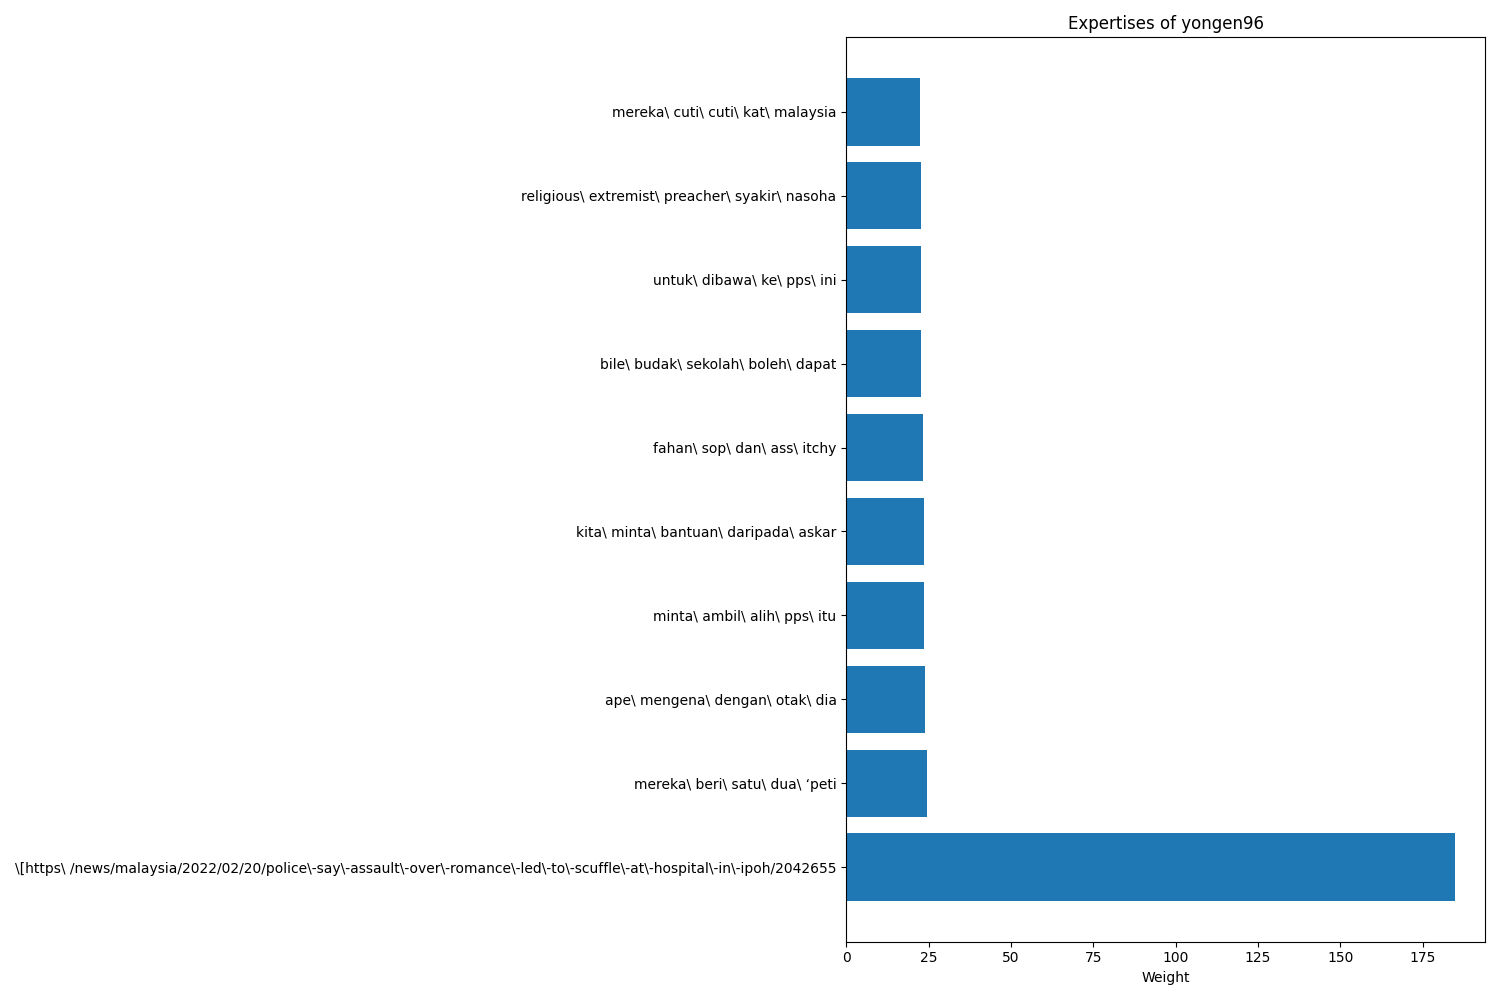 Expertises of yongen96
mereka\ cuti\ cuti\ kat\ malaysia
religious\ extremist\ preacher\ syakir\ nasoha
untuk\ dibawa\ ke\ pps\ ini
bile\ budak\ sekolah\ boleh\ dapat
fahan\ sop\ dan\ ass\ itchy
kita\ minta\ bantuan\ daripada\ askar
minta\ ambil\ alih\ pps\ itu
ape\ mengena\ dengan\ otak\ dia
mereka\ beri\ satu\ dua\ ‘peti
\[https\ /news/malaysia/2022/02/20/police\-say\-assault\-over\-romance\-led\-to\-scuffle\-at\-hospital\-in\-ipoh/2042655
0 25 50 75 100 125 150 175
Weight